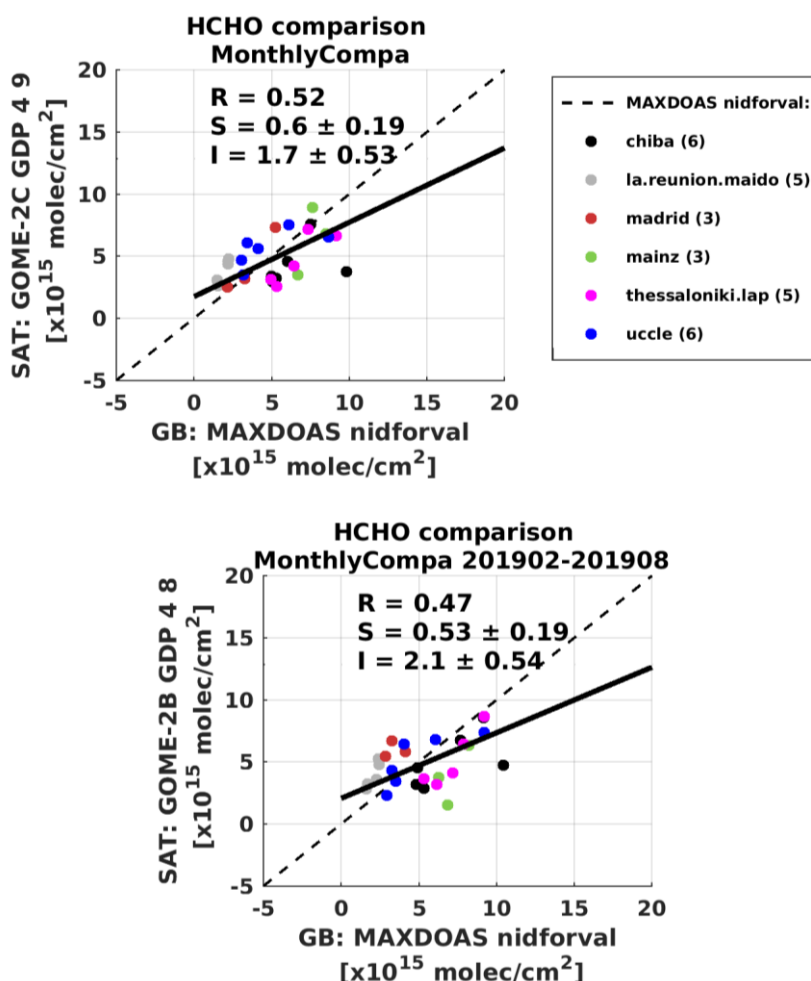 HCHO comparison
MonthlyCompa
R = 0.52
S = 0.6 ± 0.19
I = 1.7 ± 0.53
20
15
10
5
0
-5
-5
0
5
10
15
20
SAT: GOME-2C GDP 4 9
[x10^15 molec/cm^2]
GB: MAXDOAS nidforval
[x10^15 molec/cm^2]
MAXDOAS nidforval:
chiba (6)
la.reunion.maido (5)
madrid (3)
mainz (3)
thessaloniki.lap (5)
uccle (6)
HCHO comparison
MonthlyCompa 201902-201908
R = 0.47
S = 0.53 ± 0.19
I = 2.1 ± 0.54
20
15
10
5
0
-5
-5
0
5
10
15
20
SAT: GOME-2B GDP 4 8
[x10^15 molec/cm^2]
GB: MAXDOAS nidforval
[x10^15 molec/cm^2]